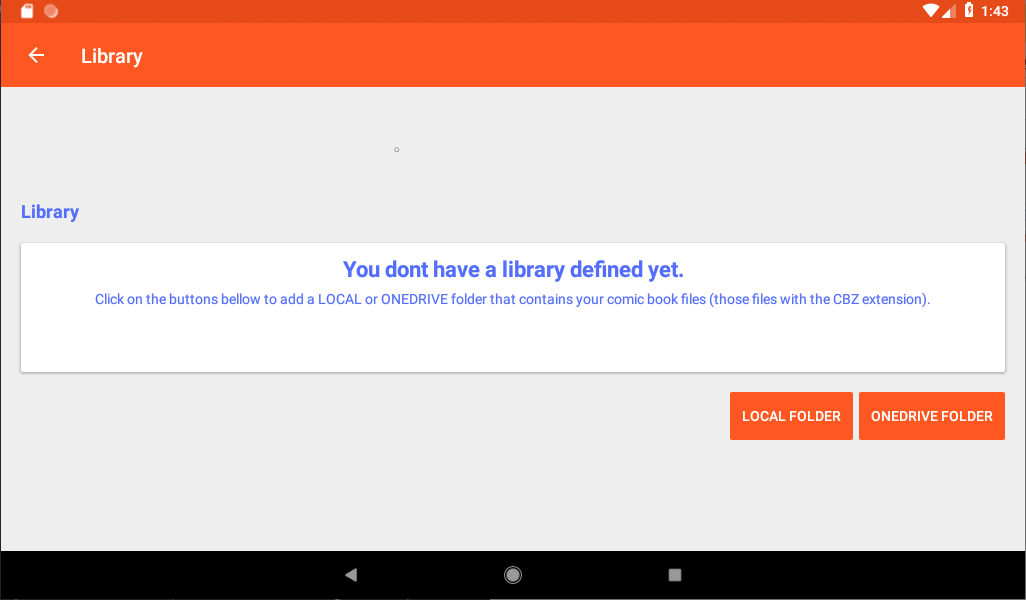 1:43
Library
Library
You dont have a library defined yet.
Click on the buttons bellow to add a LOCAL or ONEDRIVE folder that contains your comic book files (those files with the CBZ extension).
LOCAL FOLDER ONEDRIVE FOLDER